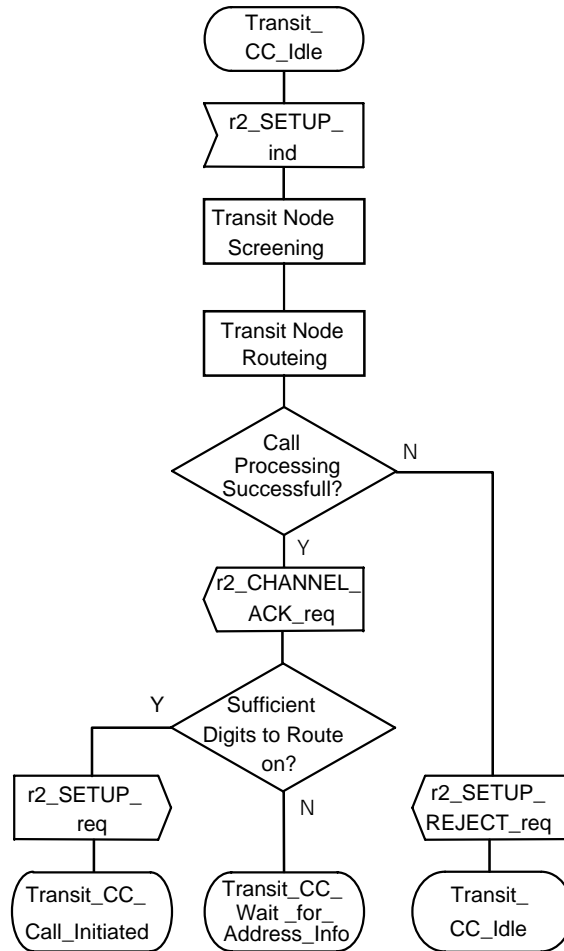 Transit_
CC_Idle
r2_SETUP_
ind
Transit Node
Screening
Transit Node
Routeing
Call
Processing
Successfull?
N
Y
r2_CHANNEL_
ACK_req
Y
Sufficient
Digits to Route
on?
N
r2_SETUP_
req
r2_SETUP_
REJECT_req
Transit_CC_
Call_Initiated
Transit_CC_
Wait _for_
Address_Info
Transit_
CC_Idle